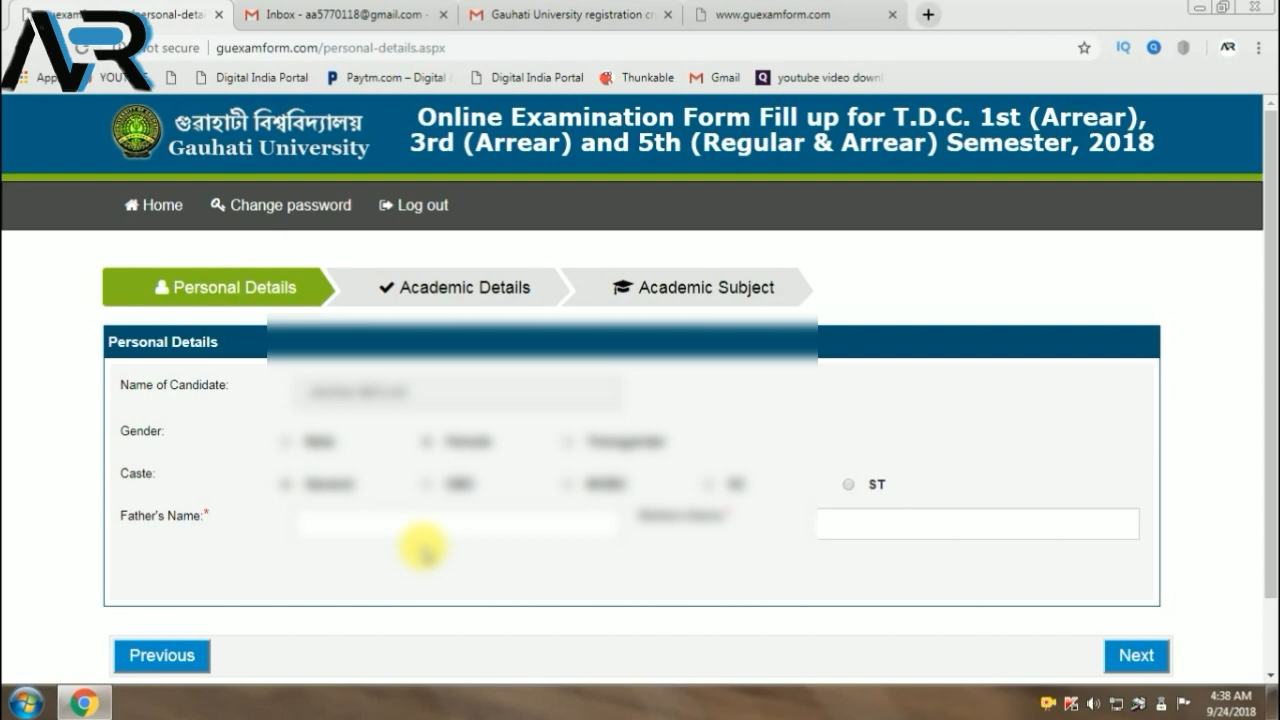 personal-detai
Inbox - aa5770118@gmail.com -
Gauhati University registration cr
www.guexamform.com
ANR
not secure
guexamform.com/personal-details.aspx
IQ
Digital India Portal
Paytm.com – Digital
Digital India Portal
Thunkable
Gmail
youtube video down
গুৱাহাটী বিশ্ববিদ্যালয়
Gauhati University
Online Examination Form Fill up for T.D.C. 1st (Arrear),
3rd (Arrear) and 5th (Regular & Arrear) Semester, 2018
Home
Change password
Log out
Personal Details
Academic Details
Academic Subject
Personal Details
Name of Candidate:
Gender:
Caste:
ST
Father's Name:*
Previous
Next
4:38 AM
9/24/2018